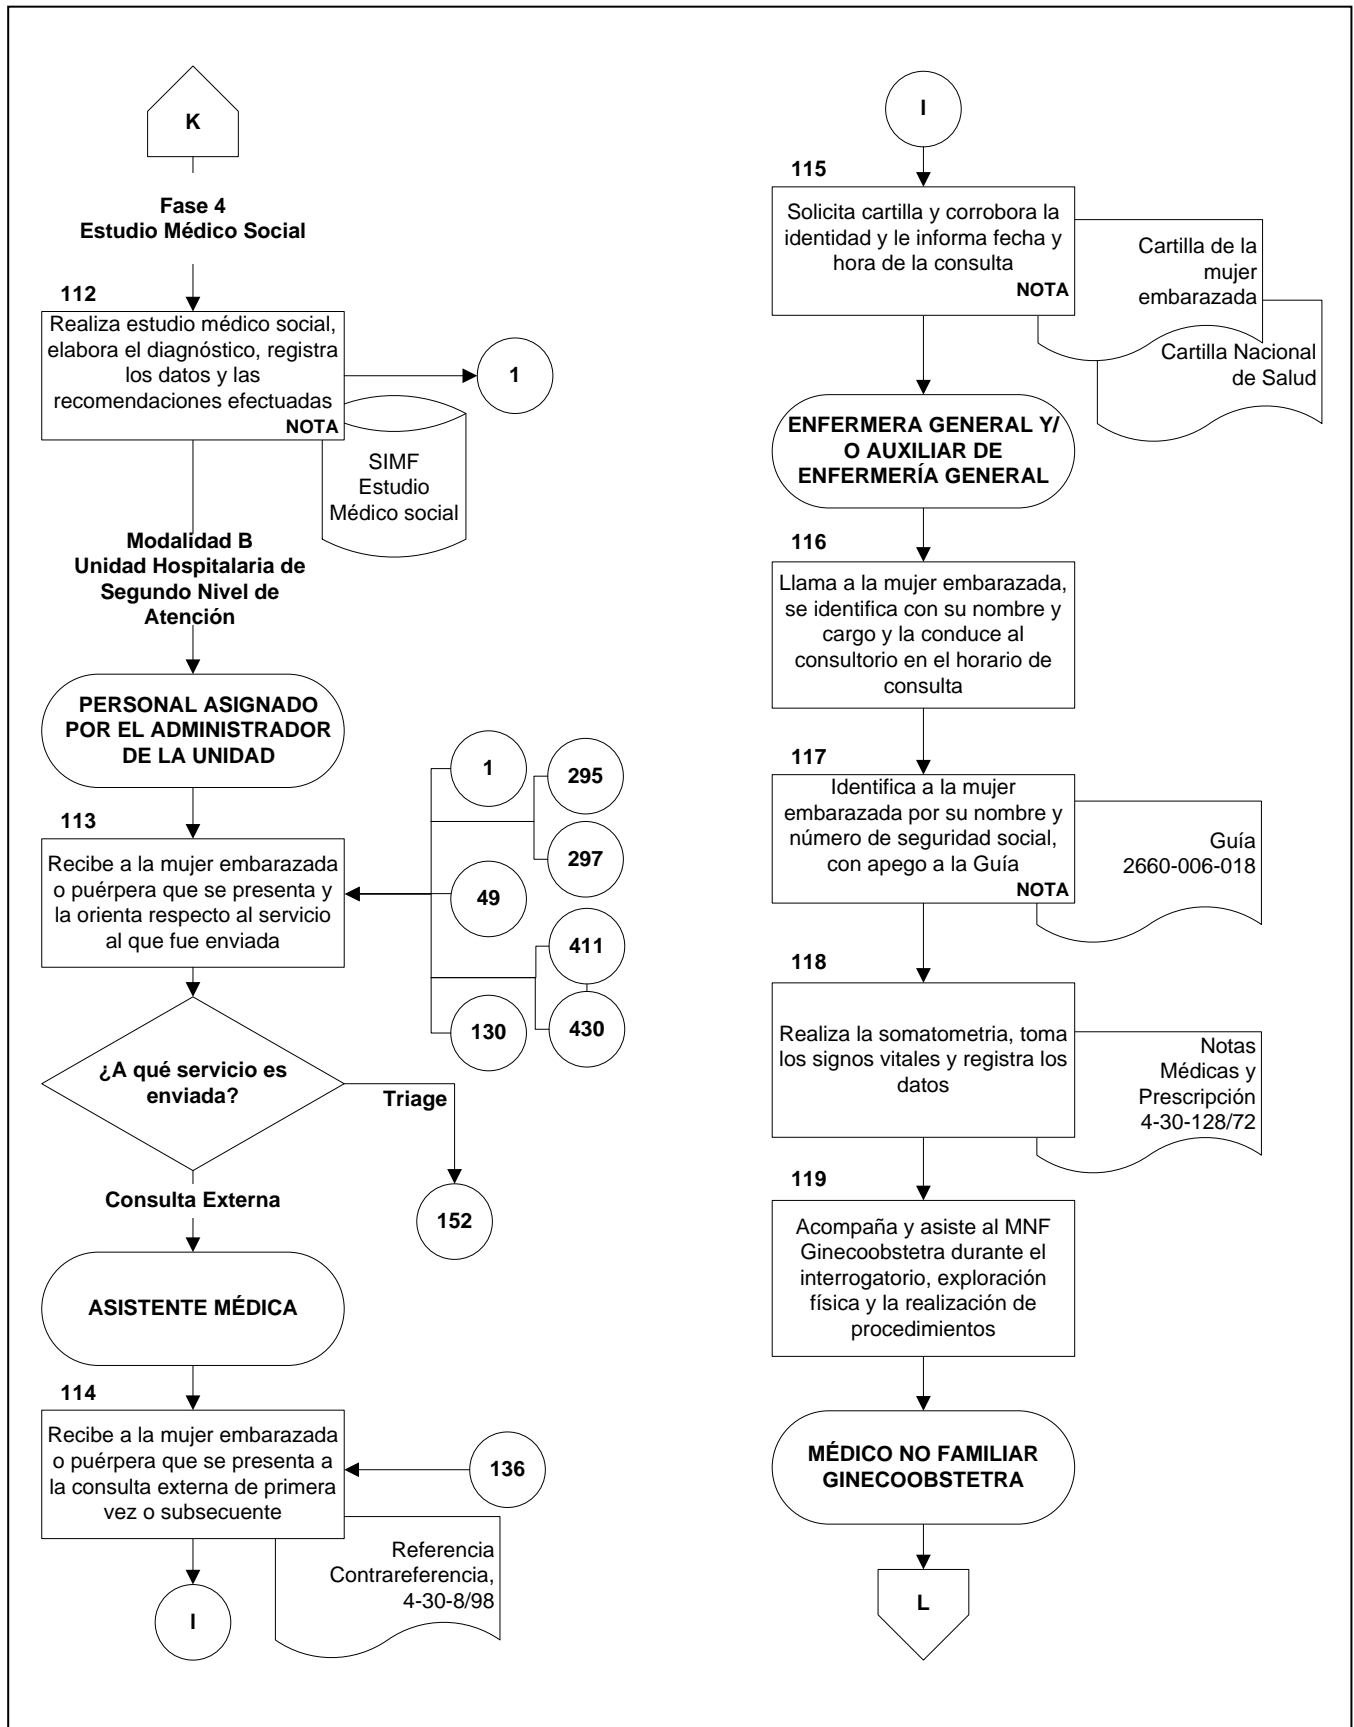 K
Fase 4
Estudio Médico Social
112
Realiza estudio médico social,
elabora el diagnóstico, registra
los datos y las
recomendaciones efectuadas
NOTA
1
SIMF
Estudio
Médico social
Modalidad B
Unidad Hospitalaria de
Segundo Nivel de
Atención
PERSONAL ASIGNADO
POR EL ADMINISTRADOR
DE LA UNIDAD
113
Recibe a la mujer embarazada
o puérpera que se presenta y
la orienta respecto al servicio
al que fue enviada
1
295
297
49
411
130
430
¿A qué servicio es
enviada?
Triage
152
Consulta Externa
ASISTENTE MÉDICA
114
Recibe a la mujer embarazada
o puérpera que se presenta a
la consulta externa de primera
vez o subsecuente
136
Referencia
Contrareferencia,
4-30-8/98
I
I
115
Solicita cartilla y corrobora la
identidad y le informa fecha y
hora de la consulta
NOTA
Cartilla de la
mujer
embarazada
Cartilla Nacional
de Salud
ENFERMERA GENERAL Y/
O AUXILIAR DE
ENFERMERÍA GENERAL
116
Llama a la mujer embarazada,
se identifica con su nombre y
cargo y la conduce al
consultorio en el horario de
consulta
117
Identifica a la mujer
embarazada por su nombre y
número de seguridad social,
con apego a la Guía
NOTA
Guía
2660-006-018
118
Realiza la somatometria, toma
los signos vitales y registra los
datos
Notas
Médicas y
Prescripción
4-30-128/72
119
Acompaña y asiste al MNF
Ginecoobstetra durante el
interrogatorio, exploración
física y la realización de
procedimientos
MÉDICO NO FAMILIAR
GINECOOBSTETRA
L